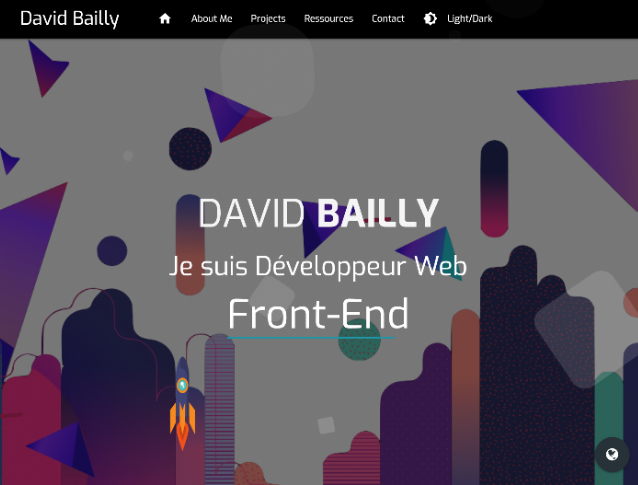 David Bailly
About Me
Projects
Ressources
Contact
Light/Dark
DAVID BAILLY
Je suis Développeur Web
Front-End